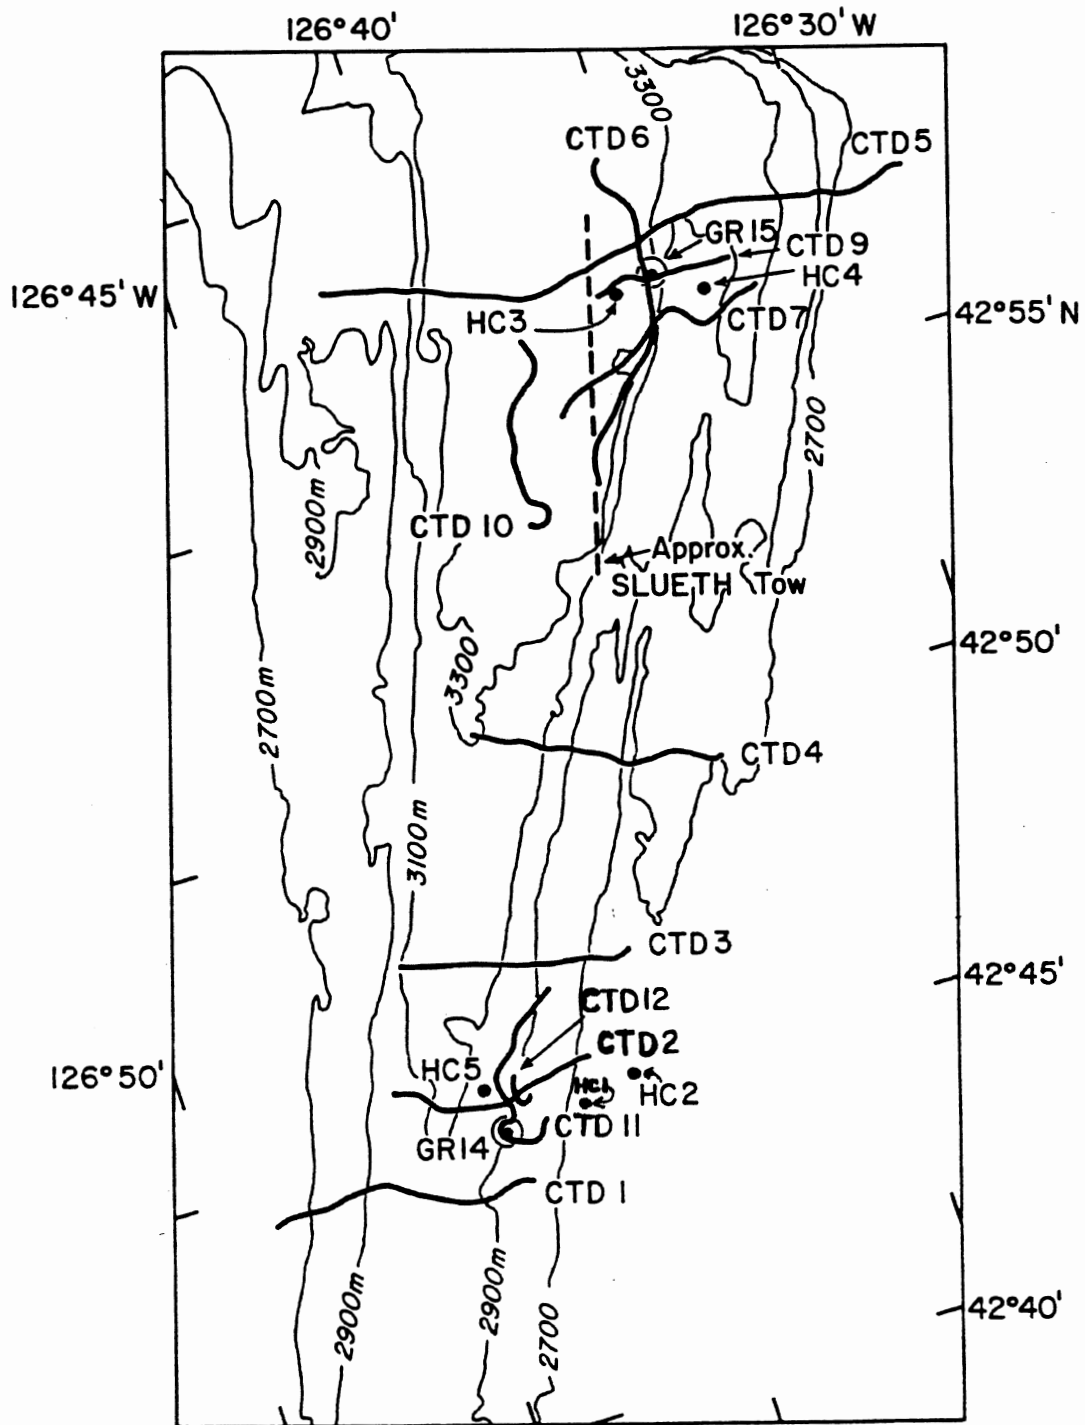 126°40'
126°30'W
3300
CTD6
CTD5
GR15
CTD9
HC4
126°45'W
42°55'N
HC3
CTD7
2700
2900m
CTD 10
Approx.
SLUETH Tow
42°50'
3300
2700m
CTD4
3100m
CTD3
42°45'
CTD12
CTD2
HC5
126°50'
HC1
HC2
CTD 11
GR14
CTD 1
2900m
2900m
2700
42°40'